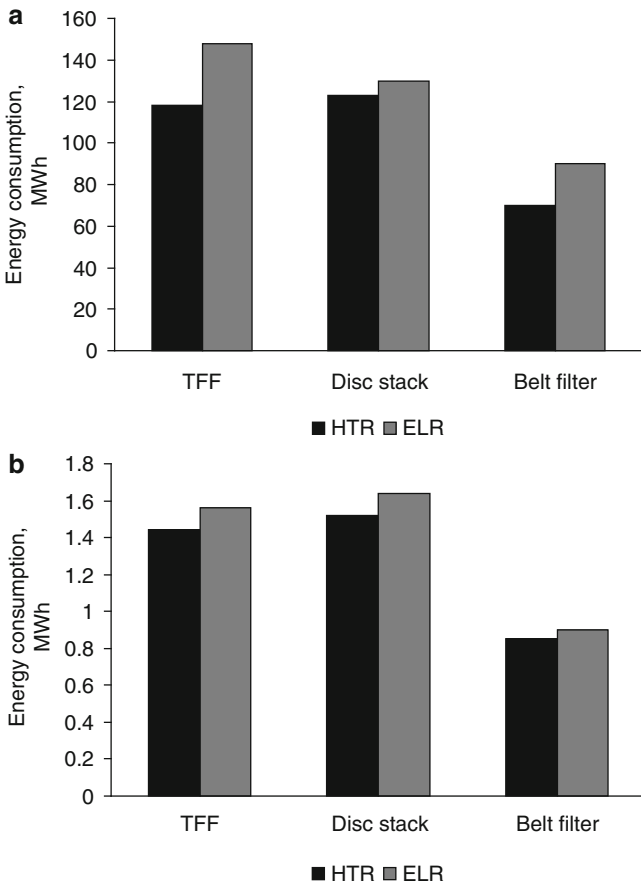 a
Energy consumption,
MWh
160
140
120
100
80
60
40
20
0
TFF Disc stack Belt filter
HTR ELR
b
Energy consumption,
MWh
1.8
1.6
1.4
1.2
1
0.8
0.6
0.4
0.2
0
TFF Disc stack Belt filter
HTR ELR